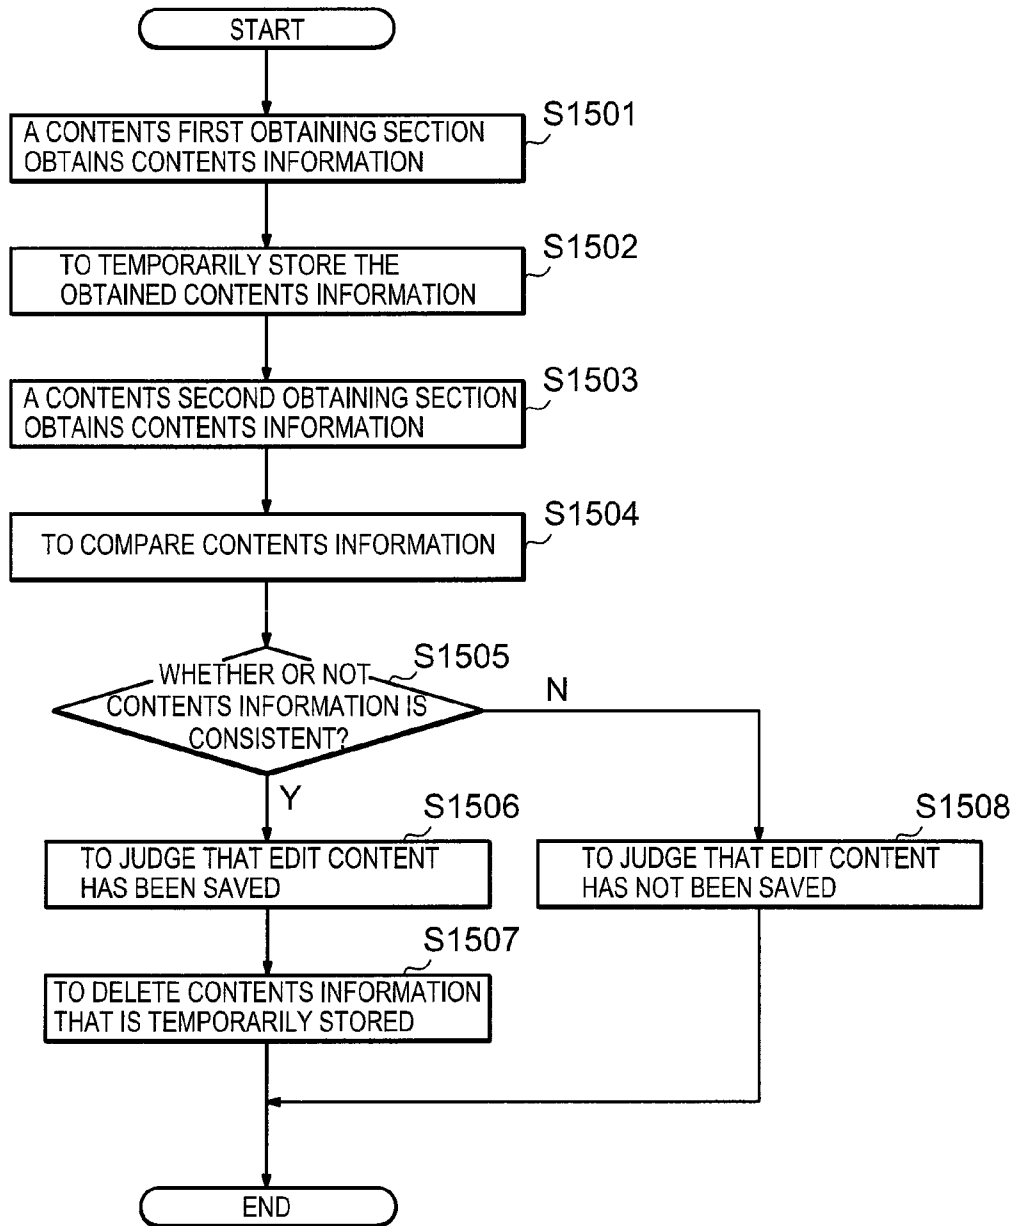 START
S1501
A CONTENTS FIRST OBTAINING SECTION
OBTAINS CONTENTS INFORMATION
S1502
TO TEMPORARILY STORE THE
OBTAINED CONTENTS INFORMATION
S1503
A CONTENTS SECOND OBTAINING SECTION
OBTAINS CONTENTS INFORMATION
S1504
TO COMPARE CONTENTS INFORMATION
S1505
WHETHER OR NOT
CONTENTS INFORMATION IS
CONSISTENT?
N
Y
S1506
TO JUDGE THAT EDIT CONTENT
HAS BEEN SAVED
S1508
TO JUDGE THAT EDIT CONTENT
HAS NOT BEEN SAVED
S1507
TO DELETE CONTENTS INFORMATION
THAT IS TEMPORARILY STORED
END